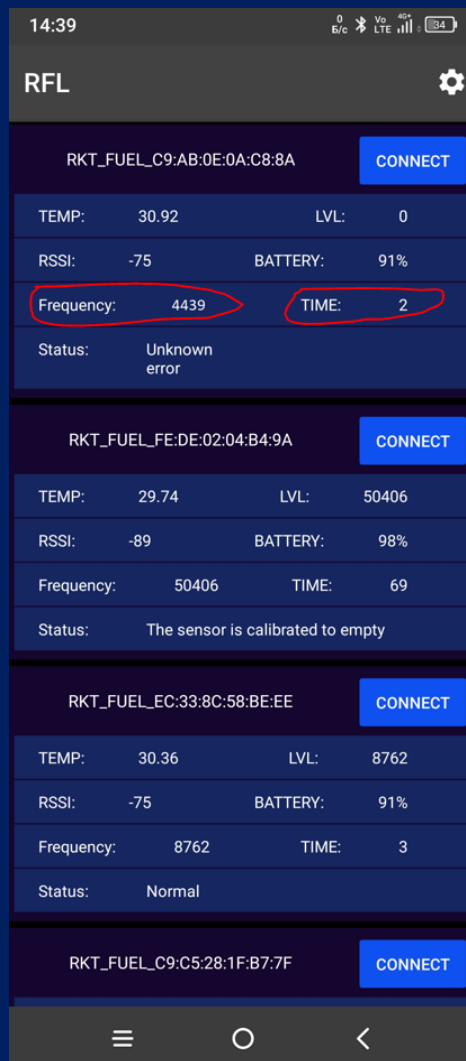 14:39 0 Б/с Vo LTE 4G+ 34
RFL
RKT_FUEL_C9:AB:0E:0A:C8:8A CONNECT
TEMP: 30.92 LVL: 0
RSSI: -75 BATTERY: 91%
Frequency: 4439 TIME: 2
Status: Unknown
error
RKT_FUEL_FE:DE:02:04:B4:9A CONNECT
TEMP: 29.74 LVL: 50406
RSSI: -89 BATTERY: 98%
Frequency: 50406 TIME: 69
Status: The sensor is calibrated to empty
RKT_FUEL_EC:33:8C:58:BE:EE CONNECT
TEMP: 30.36 LVL: 8762
RSSI: -75 BATTERY: 91%
Frequency: 8762 TIME: 3
Status: Normal
RKT_FUEL_C9:C5:28:1F:B7:7F CONNECT